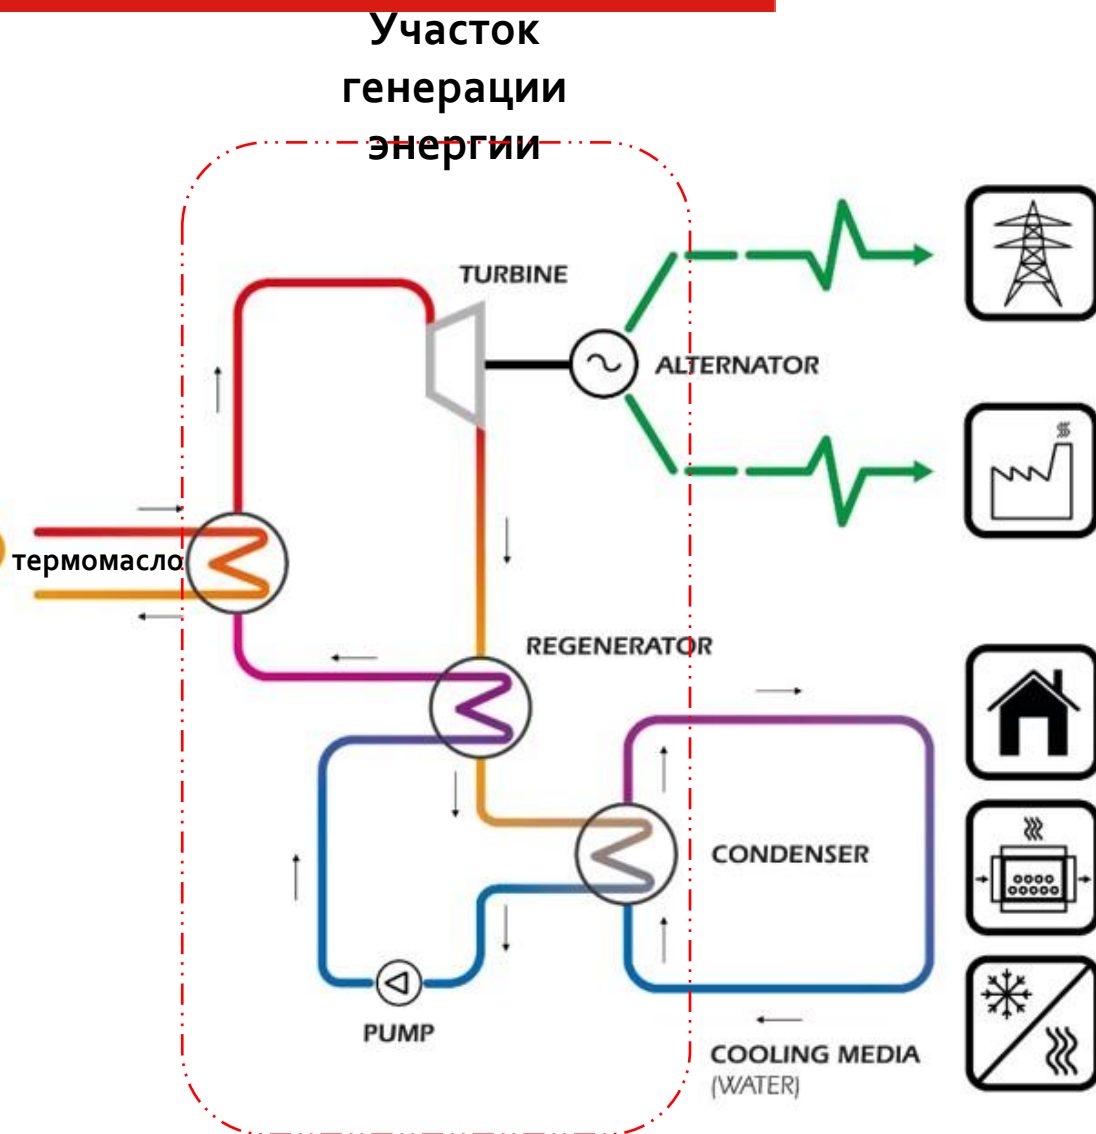 Участок
генерации
энергии
TURBINE
ALTERNATOR
термомасло
REGENERATOR
CONDENSER
PUMP
COOLING MEDIA
(WATER)